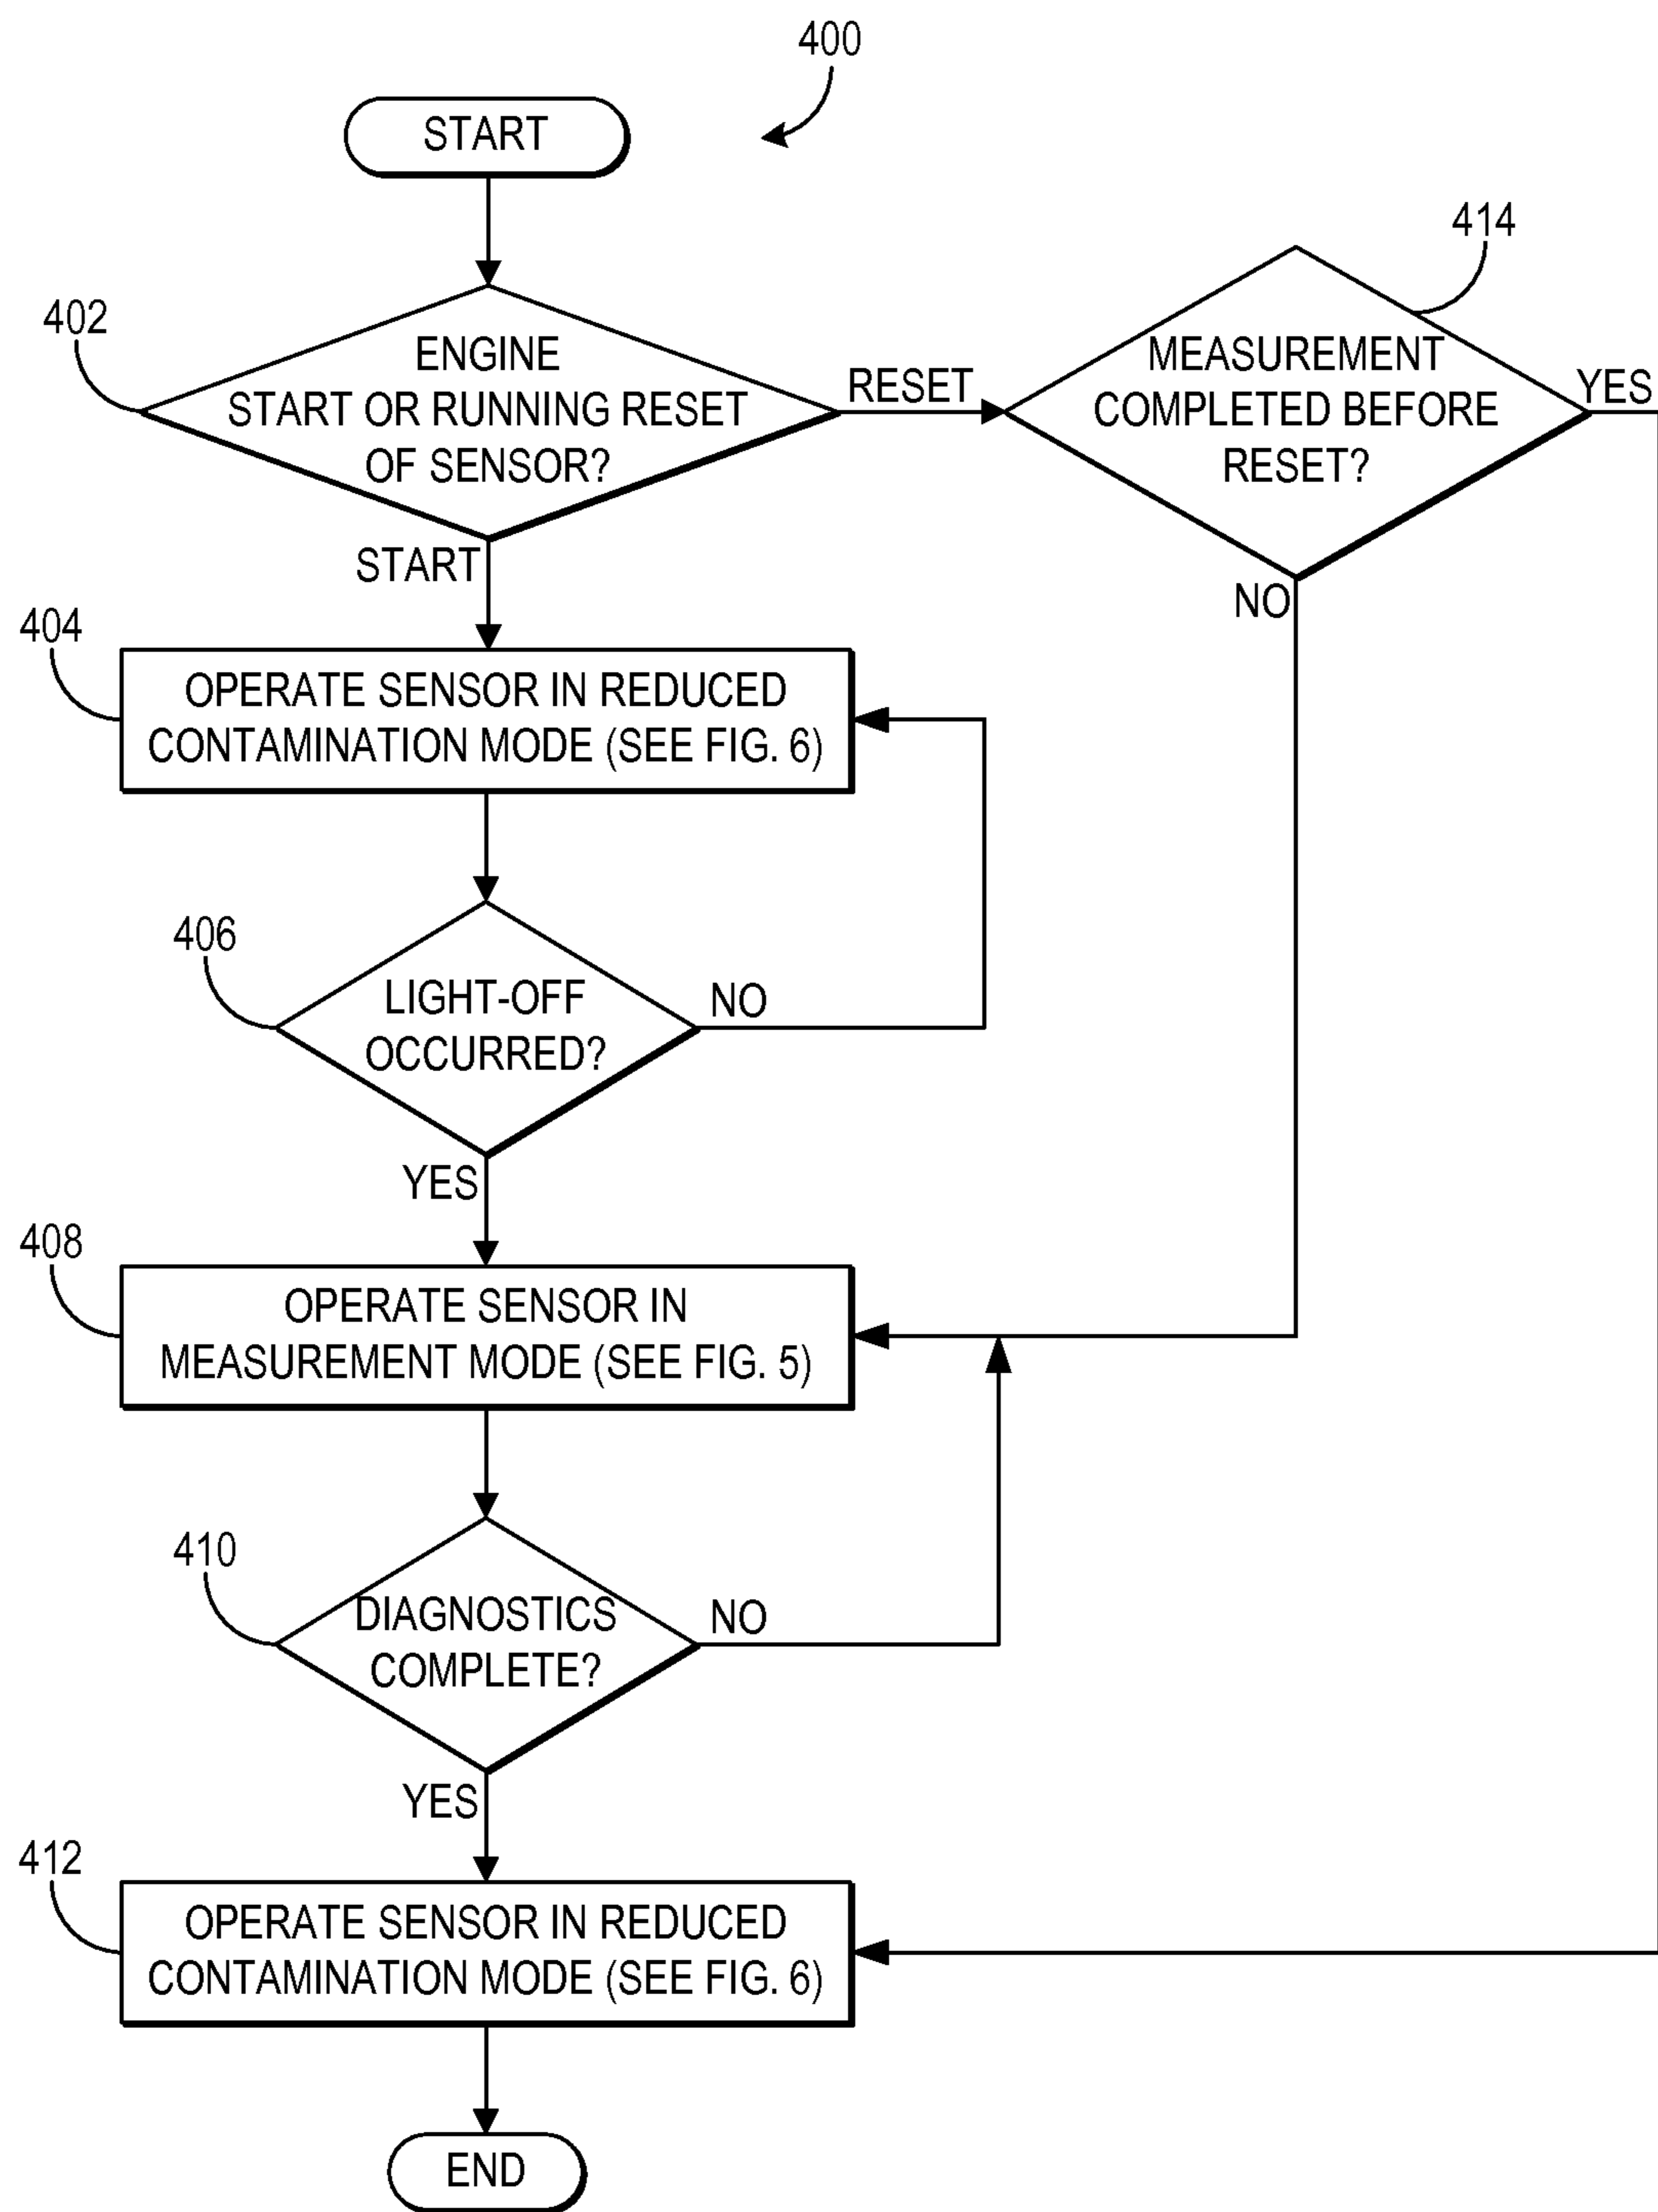 400
START
414
402
ENGINE
START OR RUNNING RESET
OF SENSOR?
RESET
MEASUREMENT
COMPLETED BEFORE
RESET?
YES
START
NO
404
OPERATE SENSOR IN REDUCED
CONTAMINATION MODE (SEE FIG. 6)
406
LIGHT-OFF
OCCURRED?
NO
YES
408
OPERATE SENSOR IN
MEASUREMENT MODE (SEE FIG. 5)
410
DIAGNOSTICS
COMPLETE?
NO
YES
412
OPERATE SENSOR IN REDUCED
CONTAMINATION MODE (SEE FIG. 6)
END